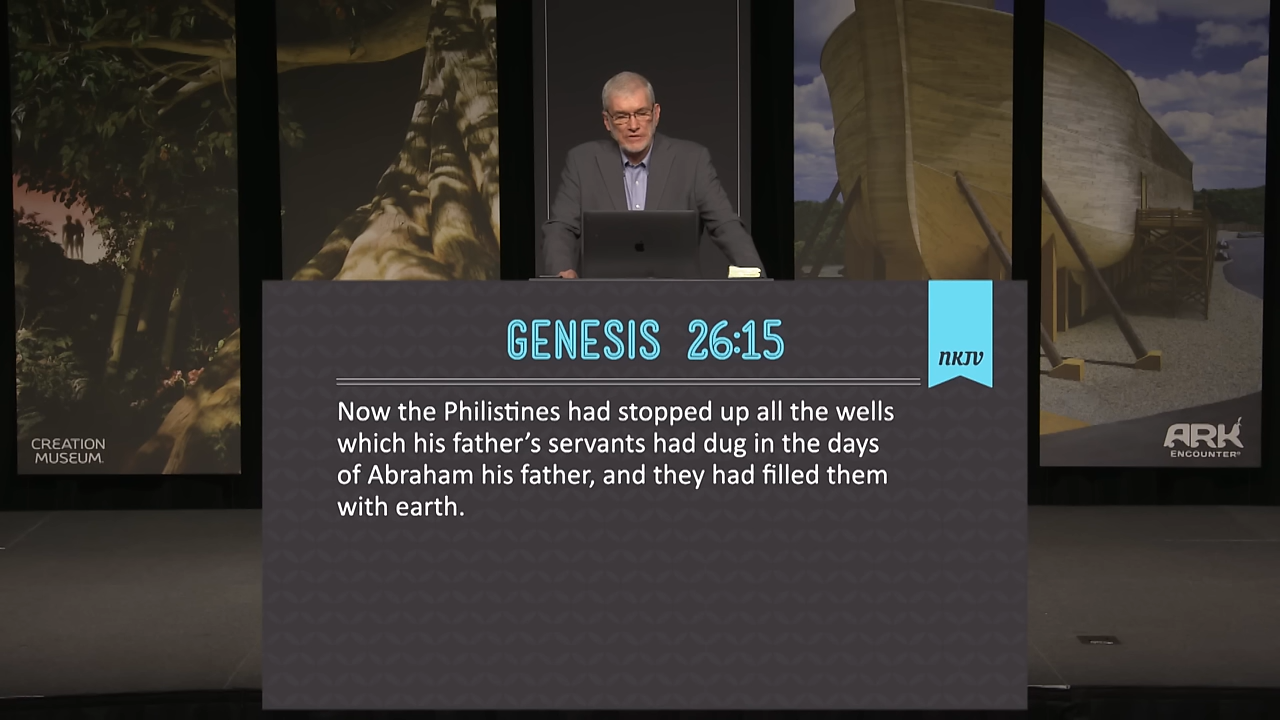 GENESIS 26:15
NKJV
Now the Philistines had stopped up all the wells
which his father's servants had dug in the days
of Abraham his father, and they had filled them
with earth.
CREATION
MUSEUM.
ARK
ENCOUNTER